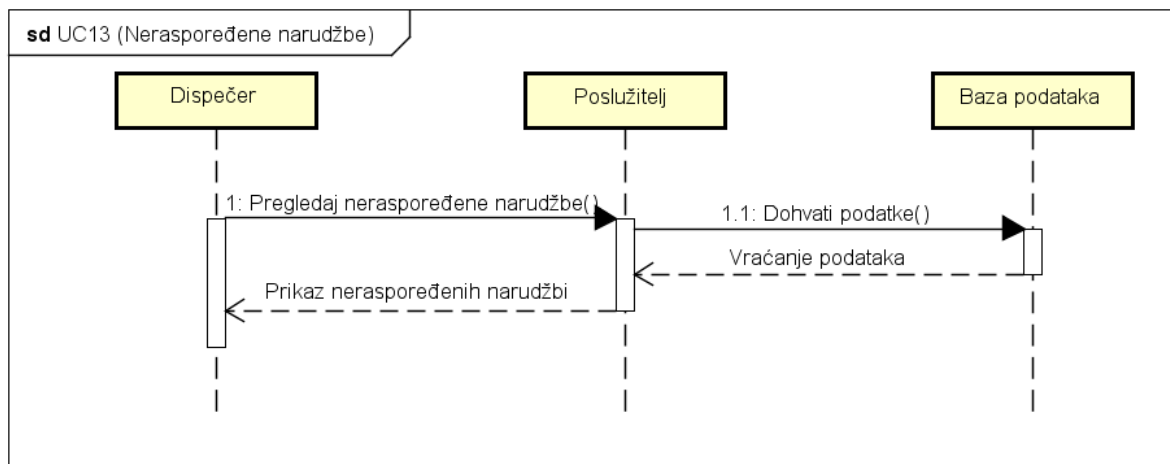 sd UC13 (Neraspoređene narudžbe)
Dispečer
Poslužitelj
Baza podataka
1: Pregledaj neraspoređene narudžbe()
1.1: Dohvati podatke()
Vraćanje podataka
Prikaz neraspoređenih narudžbi